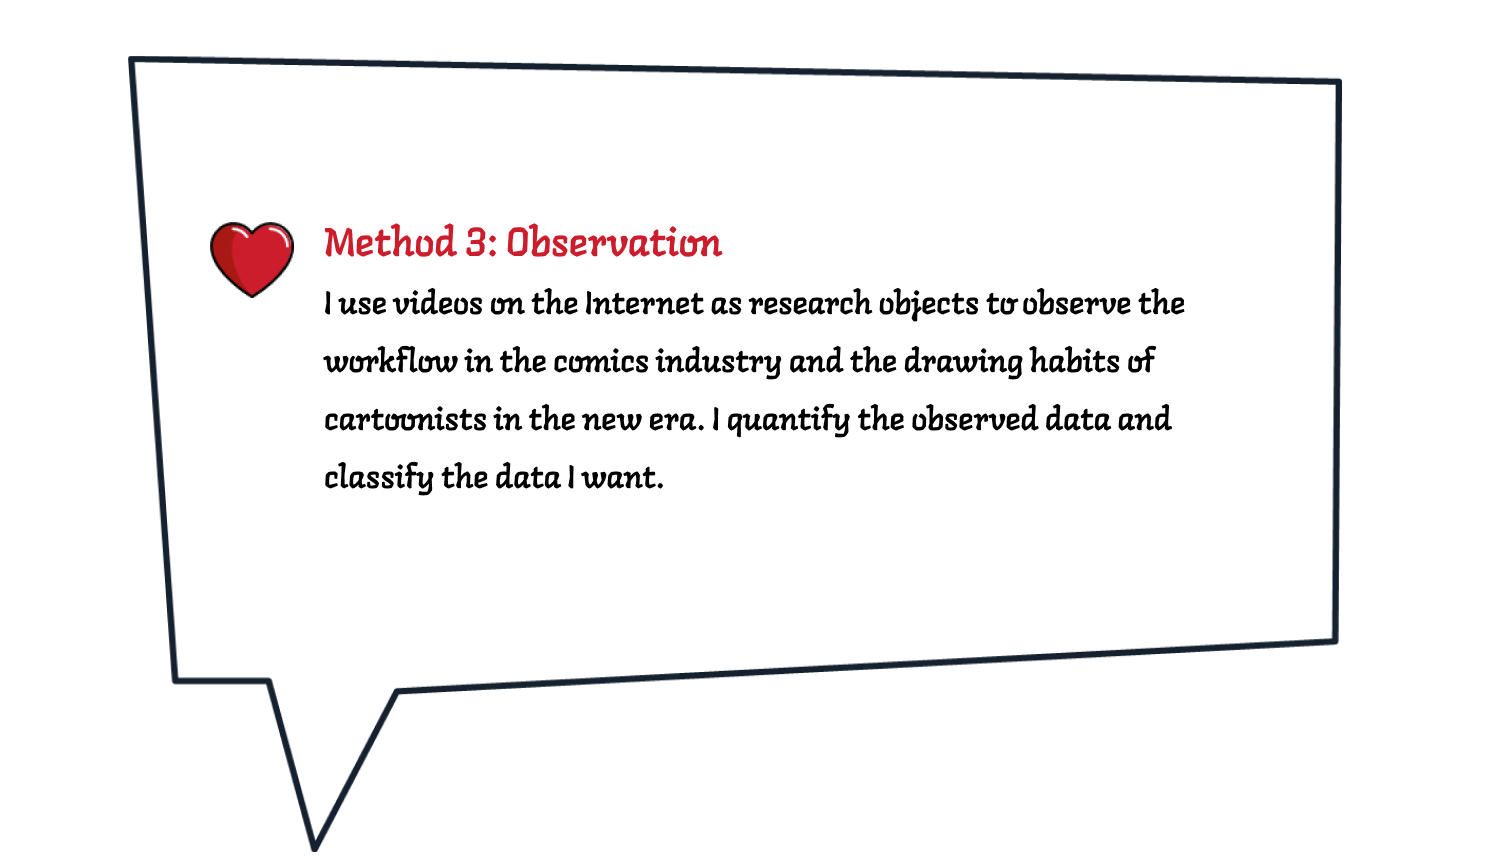 Method 3: Observation
I use videos on the Internet as research objects to observe the
workflow in the comics industry and the drawing habits of
cartoonists in the new era. I quantify the observed data and
classify the data I want.